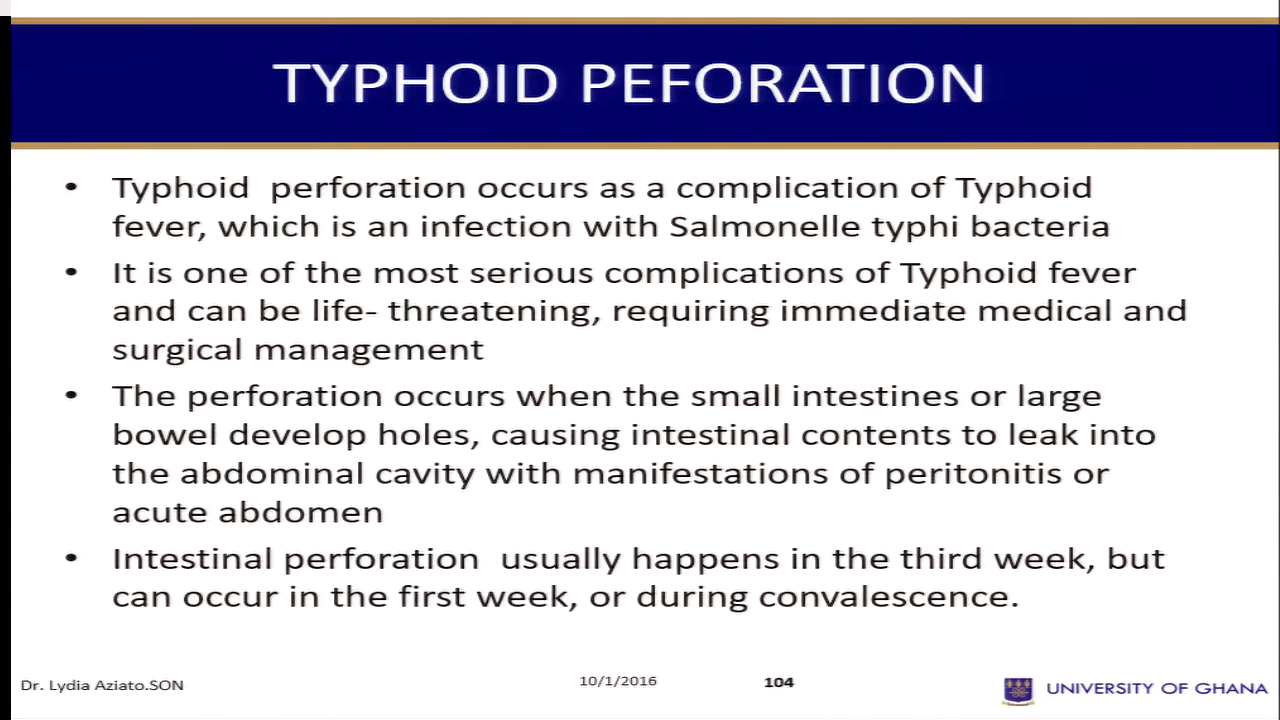 TYPHOID PEFORATION
• Typhoid perforation occurs as a complication of Typhoid
fever, which is an infection with Salmonelle typhi bacteria
• It is one of the most serious complications of Typhoid fever
and can be life- threatening, requiring immediate medical and
surgical management
• The perforation occurs when the small intestines or large
bowel develop holes, causing intestinal contents to leak into
the abdominal cavity with manifestations of peritonitis or
acute abdomen
• Intestinal perforation usually happens in the third week, but
can occur in the first week, or during convalescence.
Dr. Lydia Aziato.SON
10/1/2016
104
UNIVERSITY OF GHANA